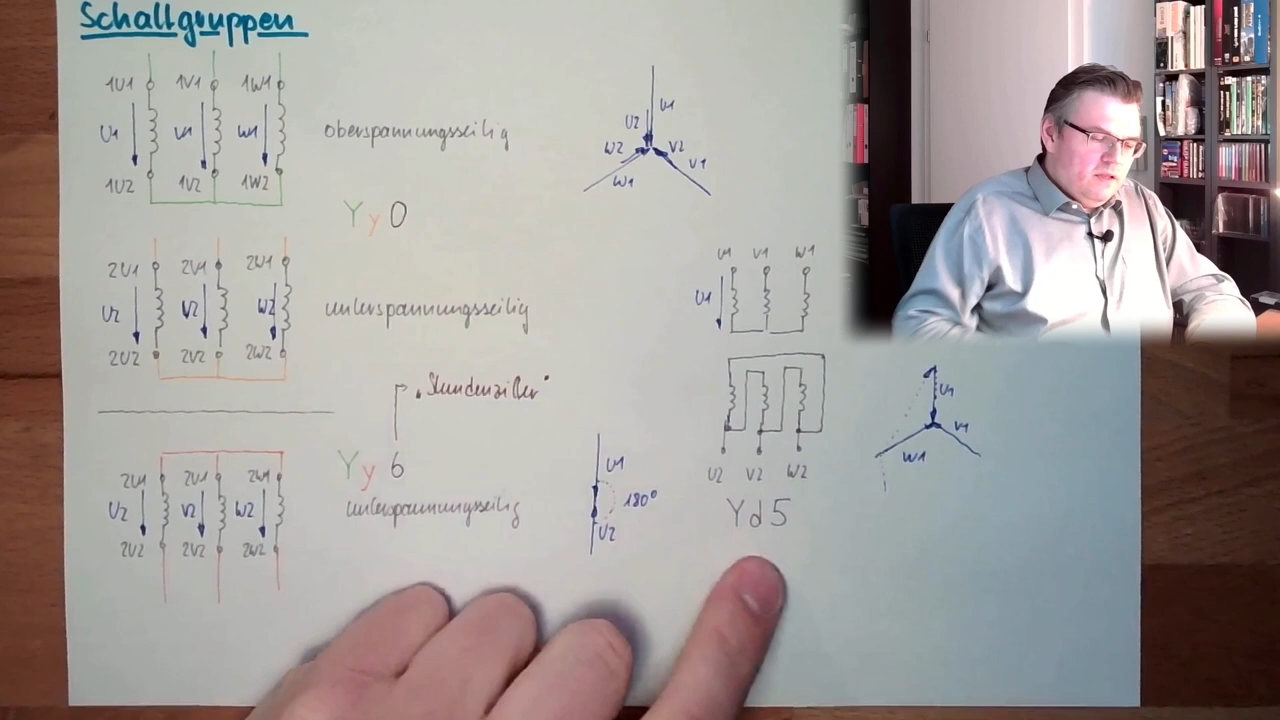 Schaltgruppen
1U1 1V1 1W1
U1 V1 W1
1U2 1V2 1W2
oberspannungsseitig
Yy0
U1
U2
W2 V2
W1 V1
2U1 2V1 2W1
U2 V2 W2
2U2 2V2 2W2
unterspannungsseitig
„Stundenziffer"
Yy6
unterspannungsseitig
2U1 2V1 2W1
U2 V2 W2
2U2 2V2 2W2
U1
180°
U2
U1 V1 W1
U1
U2 V2 W2
Yd5
U1
W1 V1